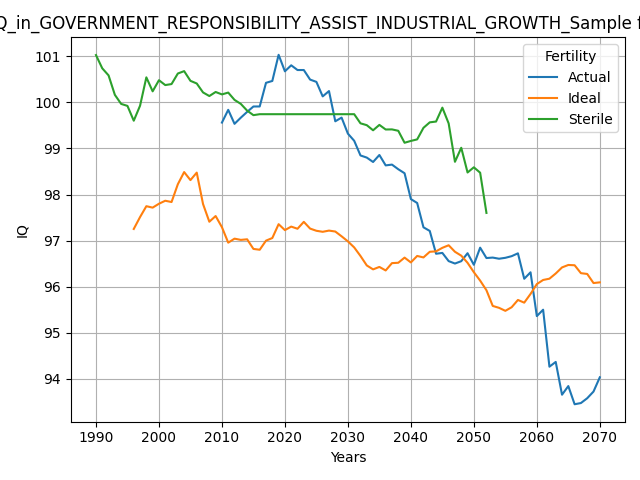 Q_in_GOVERNMENT_RESPONSIBILITY_ASSIST_INDUSTRIAL_GROWTH_Sample f
Fertility
Actual
Ideal
Sterile
101
100
99
98
97
96
95
94
IQ
1990 2000 2010 2020 2030 2040 2050 2060 2070
Years